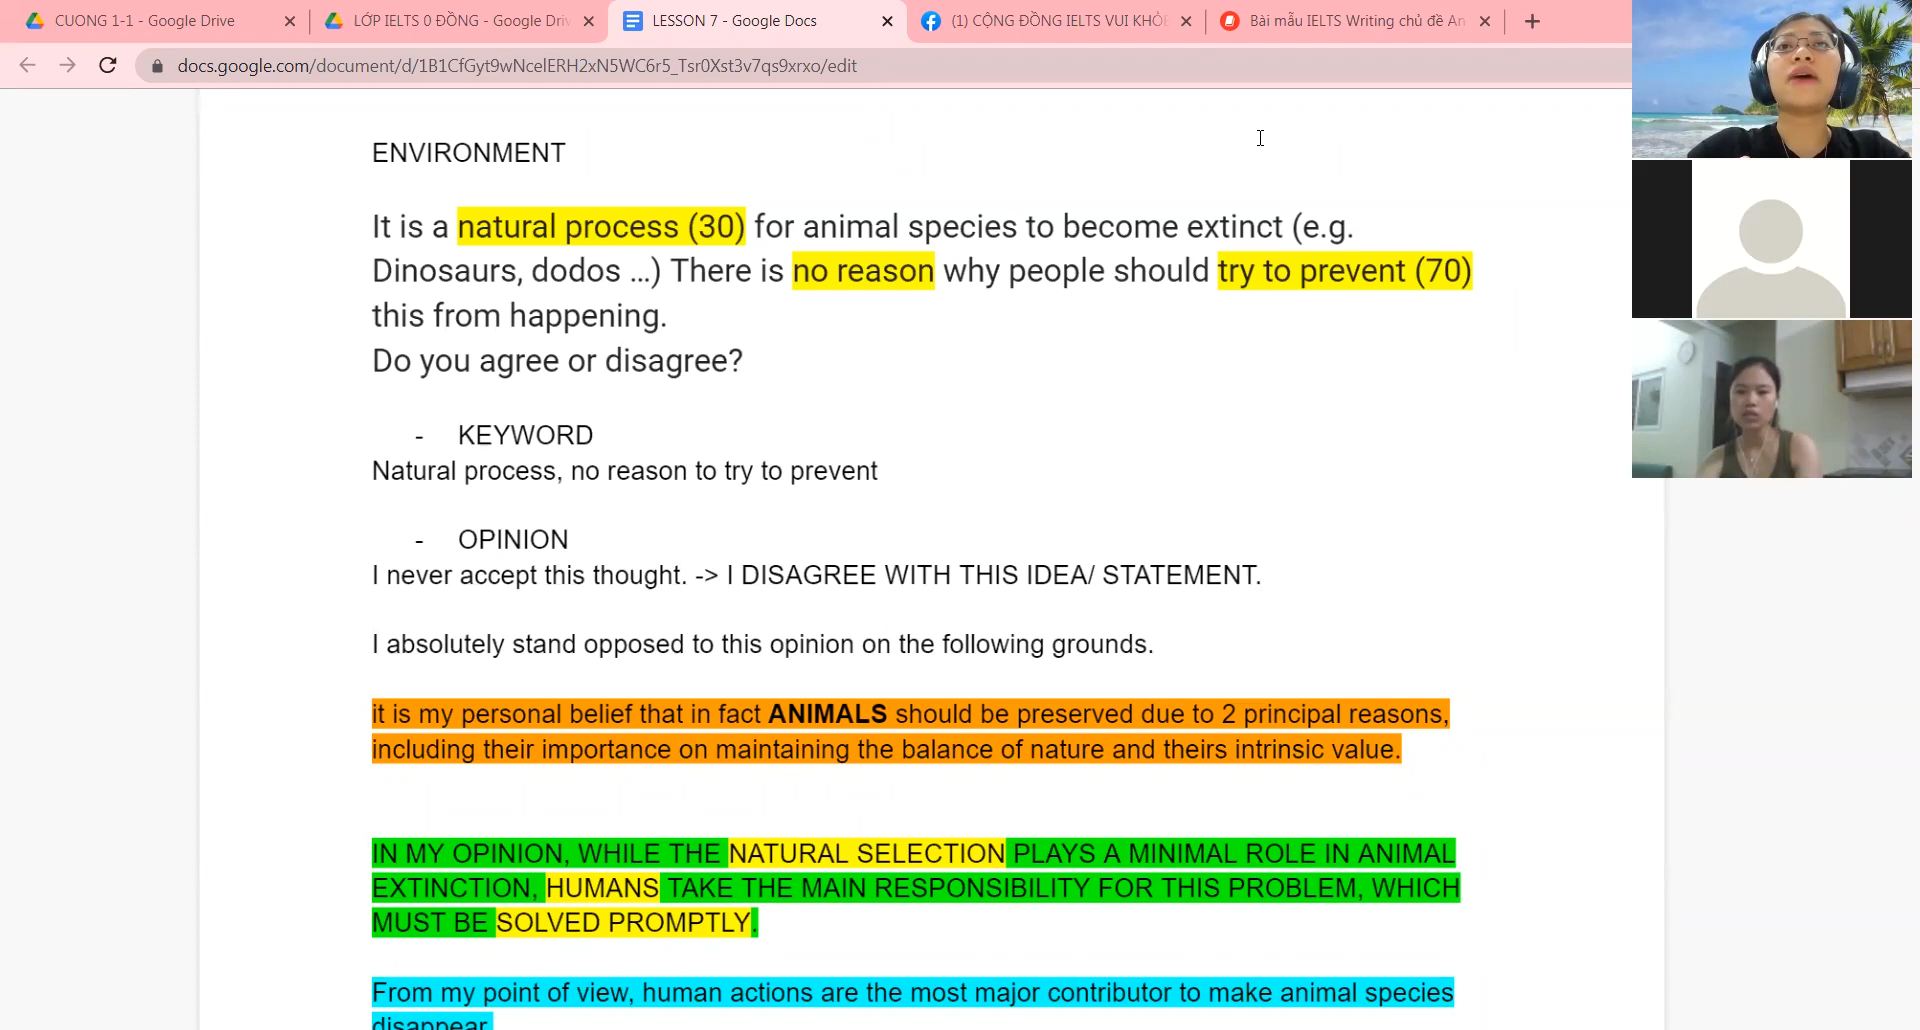 CUONG 1-1 - Google Drive
LỚP IELTS 0 ĐỒNG - Google Driv
LESSON 7 - Google Docs
(1) CỘNG ĐỒNG IELTS VUI KHỎE
Bài mẫu IELTS Writing chủ đề An
docs.google.com/document/d/1B1CfGyt9wNcelERH2xN5WC6r5_Tsr0Xst3v7qs9xrxo/edit
ENVIRONMENT
It is a natural process (30) for animal species to become extinct (e.g.
Dinosaurs, dodos ...) There is no reason why people should try to prevent (70)
this from happening.
Do you agree or disagree?
- KEYWORD
Natural process, no reason to try to prevent
- OPINION
I never accept this thought. -> I DISAGREE WITH THIS IDEA/ STATEMENT.
I absolutely stand opposed to this opinion on the following grounds.
it is my personal belief that in fact ANIMALS should be preserved due to 2 principal reasons,
including their importance on maintaining the balance of nature and theirs intrinsic value.
IN MY OPINION, WHILE THE NATURAL SELECTION PLAYS A MINIMAL ROLE IN ANIMAL
EXTINCTION, HUMANS TAKE THE MAIN RESPONSIBILITY FOR THIS PROBLEM, WHICH
MUST BE SOLVED PROMPTLY.
From my point of view, human actions are the most major contributor to make animal species
disappear.